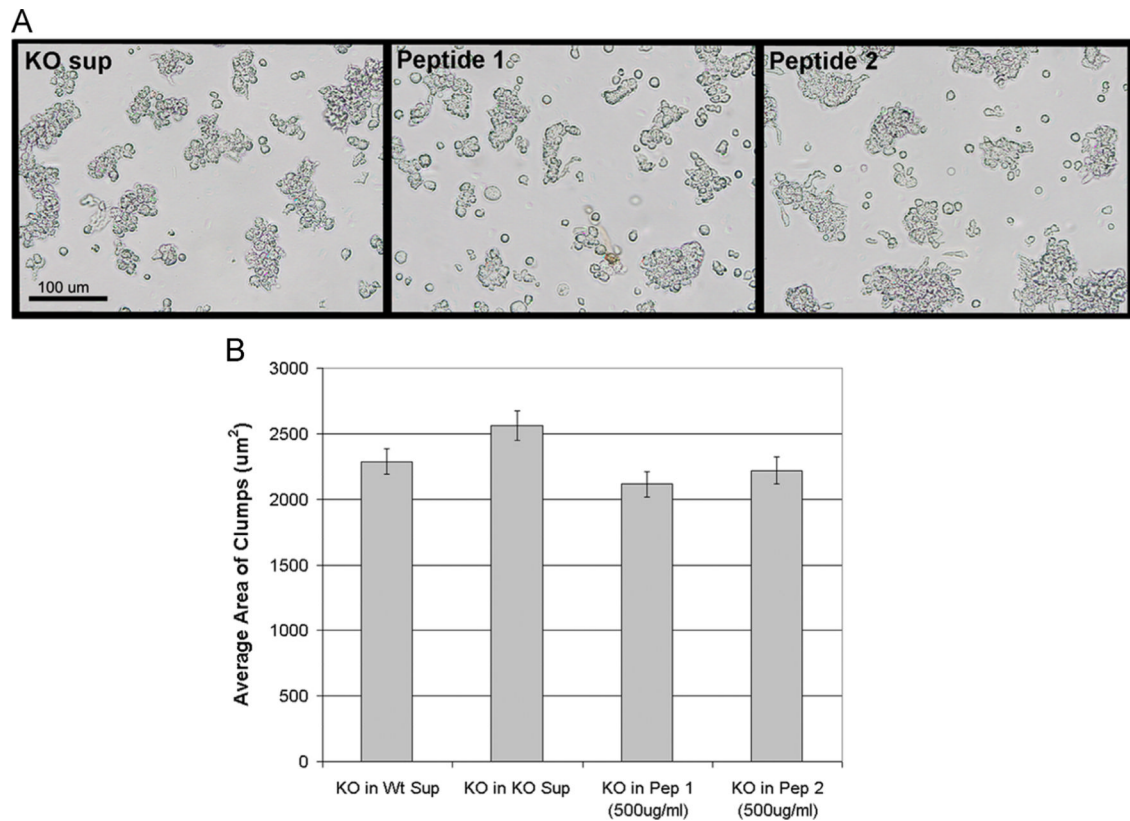 A
KO sup
Peptide 1
Peptide 2
100 um
B
Average Area of Clumps (um²)
3000
2500
2000
1500
1000
500
0
KO in Wt Sup
KO in KO Sup
KO in Pep 1
(500ug/ml)
KO in Pep 2
(500ug/ml)